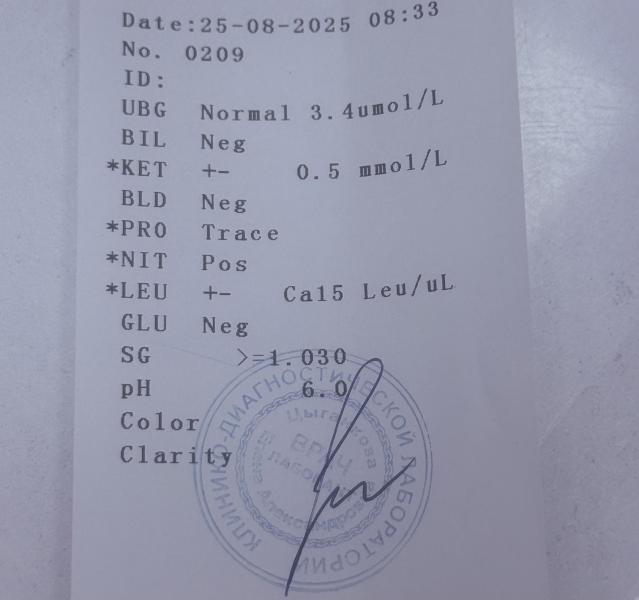 Date:25-08-2025 08:33
No. 0209
ID:
UBG Normal 3.4umol/L
BIL Neg
*KET +- 0.5 mmol/L
BLD Neg
*PRO Trace
*NIT Pos
*LEU +- Ca15 Leu/uL
GLU Neg
SG >=1.030
pH 6.0
Color
Clarity
КЛИНИКО-ДИАГНОСТИЧЕСКОЙ ЛАБОРАТОРИИ
Цыганкова
ВРАЧ